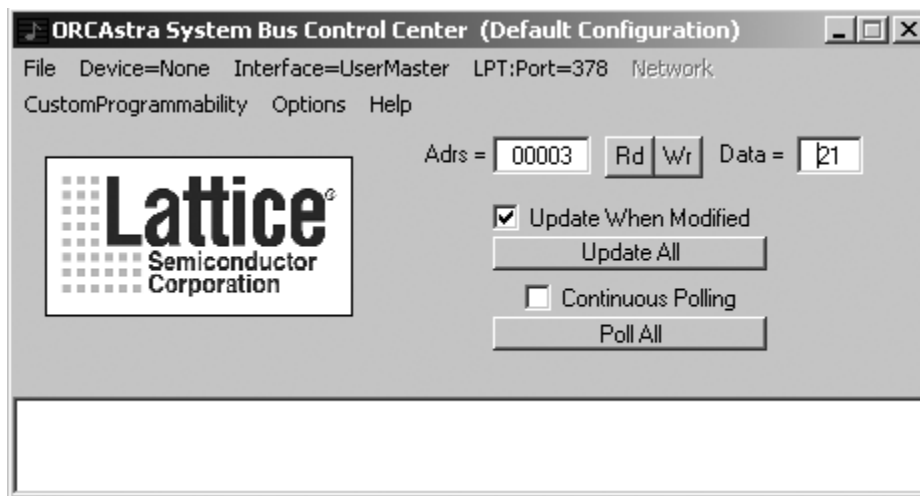 ORCAstra System Bus Control Center (Default Configuration)
File Device=None Interface=UserMaster LPT:Port=378 Network
CustomProgrammability Options Help
Adrs = 00003 Rd Wr Data = 21
Lattice®
Semiconductor
Corporation
Update When Modified
Update All
Continuous Polling
Poll All